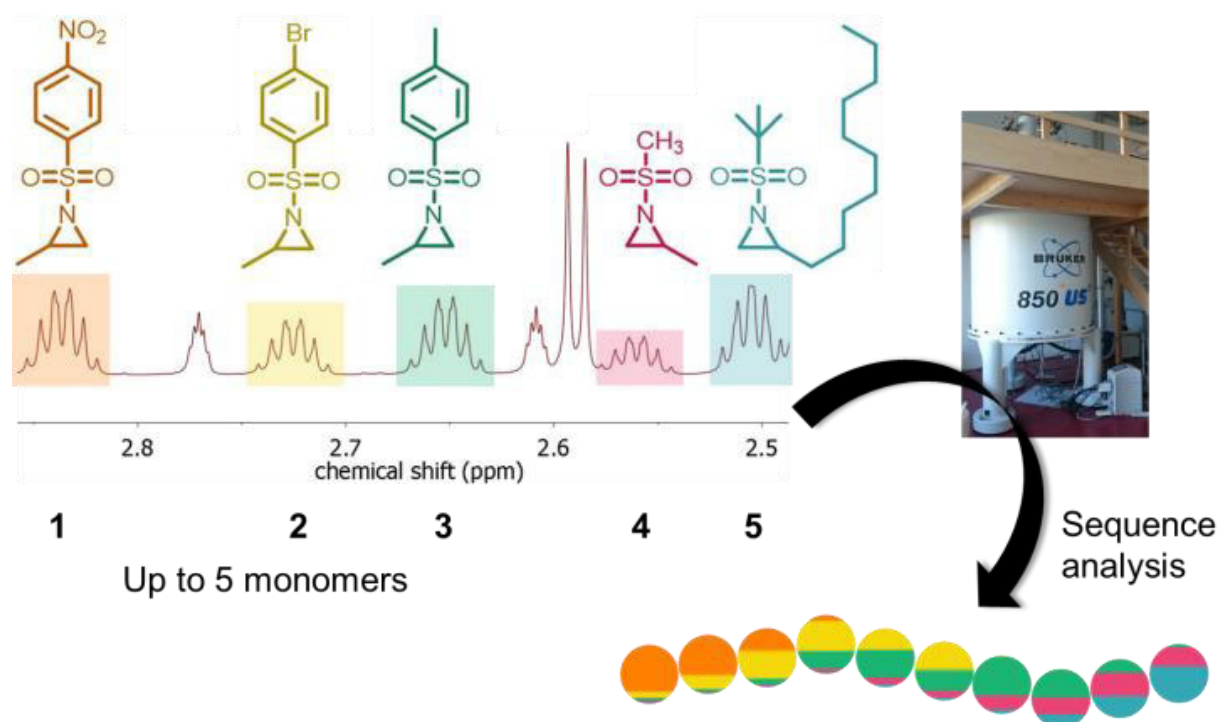 NO₂
Br
CH₃
O=S=O
O=S=O
O=S=O
O=S=O
O=S=O
N
N
N
N
N
BRUKER
850 US
2.8
2.7
2.6
2.5
chemical shift (ppm)
1
2
3
4
5
Up to 5 monomers
Sequence
analysis